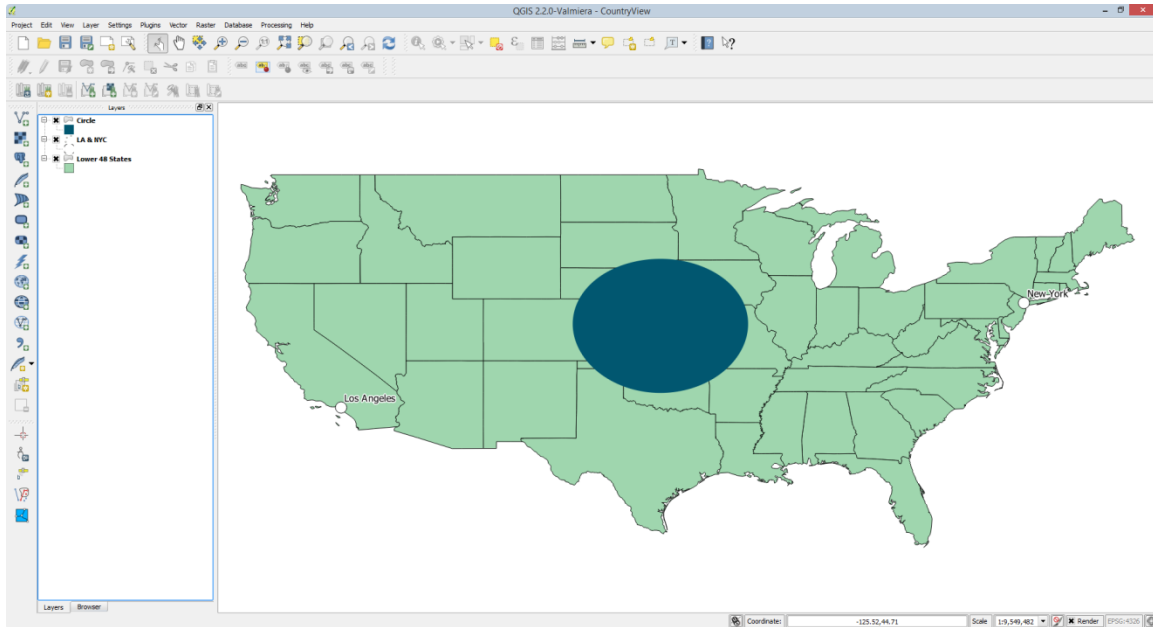 QGIS 2.2.0-Valmiera - CountryView
Project Edit View Layer Settings Plugins Vector Raster Database Processing Help
Layers
Circle
LA & NYC
Lower 48 States
New-York
Los Angeles
Layers Browser
Coordinate: -125.52,44.71 Scale 1:9,549,482 Render EPSG:4326